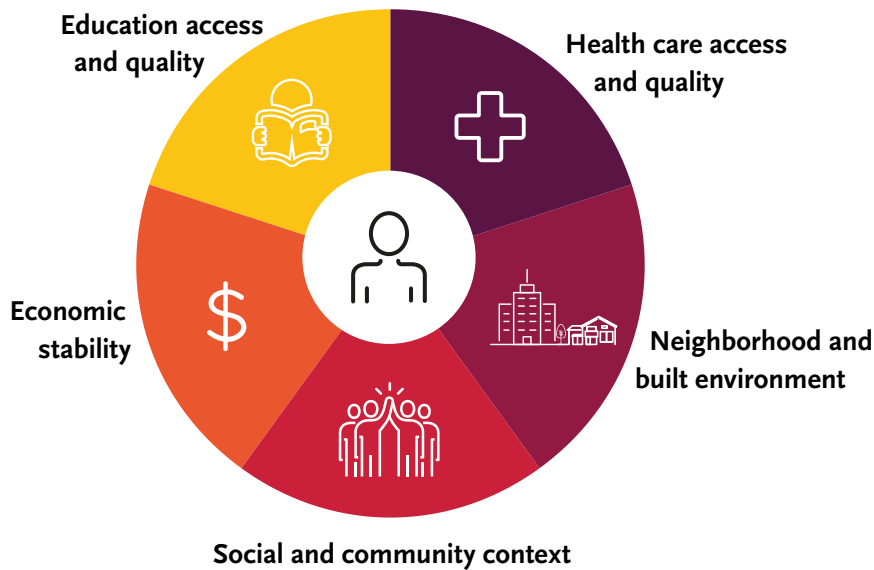 Education access
and quality
Health care access
and quality
Economic
stability
$
Neighborhood and
built environment
Social and community context